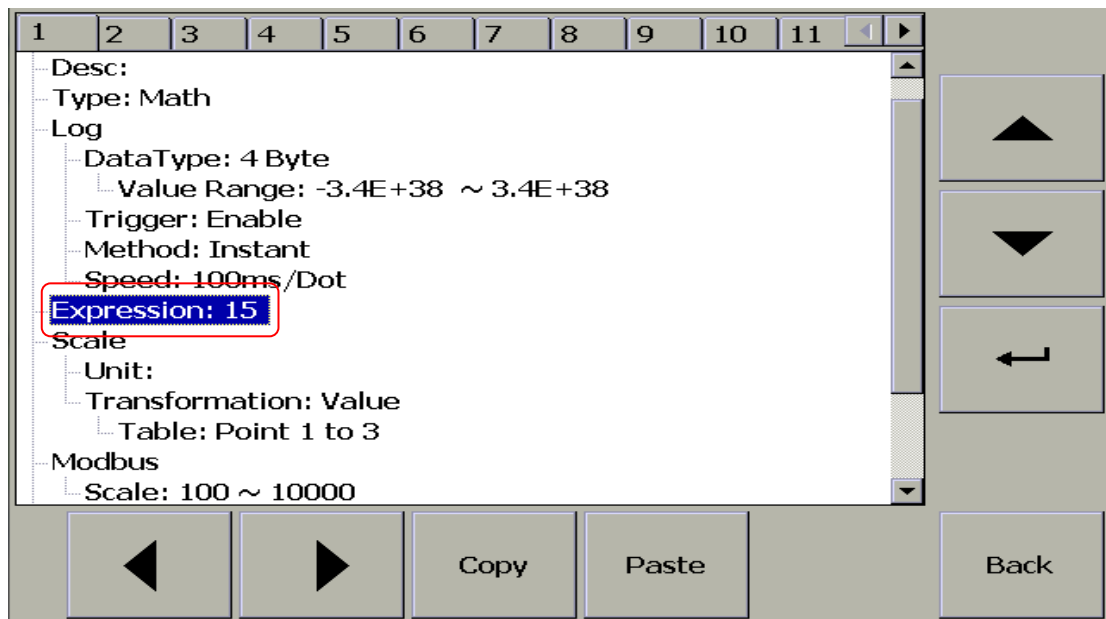 1 2 3 4 5 6 7 8 9 10 11
Desc:
Type: Math
Log
DataType: 4 Byte
Value Range: -3.4E+38 ~ 3.4E+38
Trigger: Enable
Method: Instant
Speed: 100ms/Dot
Expression: 15
Scale
Unit:
Transformation: Value
Table: Point 1 to 3
Modbus
Scale: 100 ~ 10000
Copy Paste Back